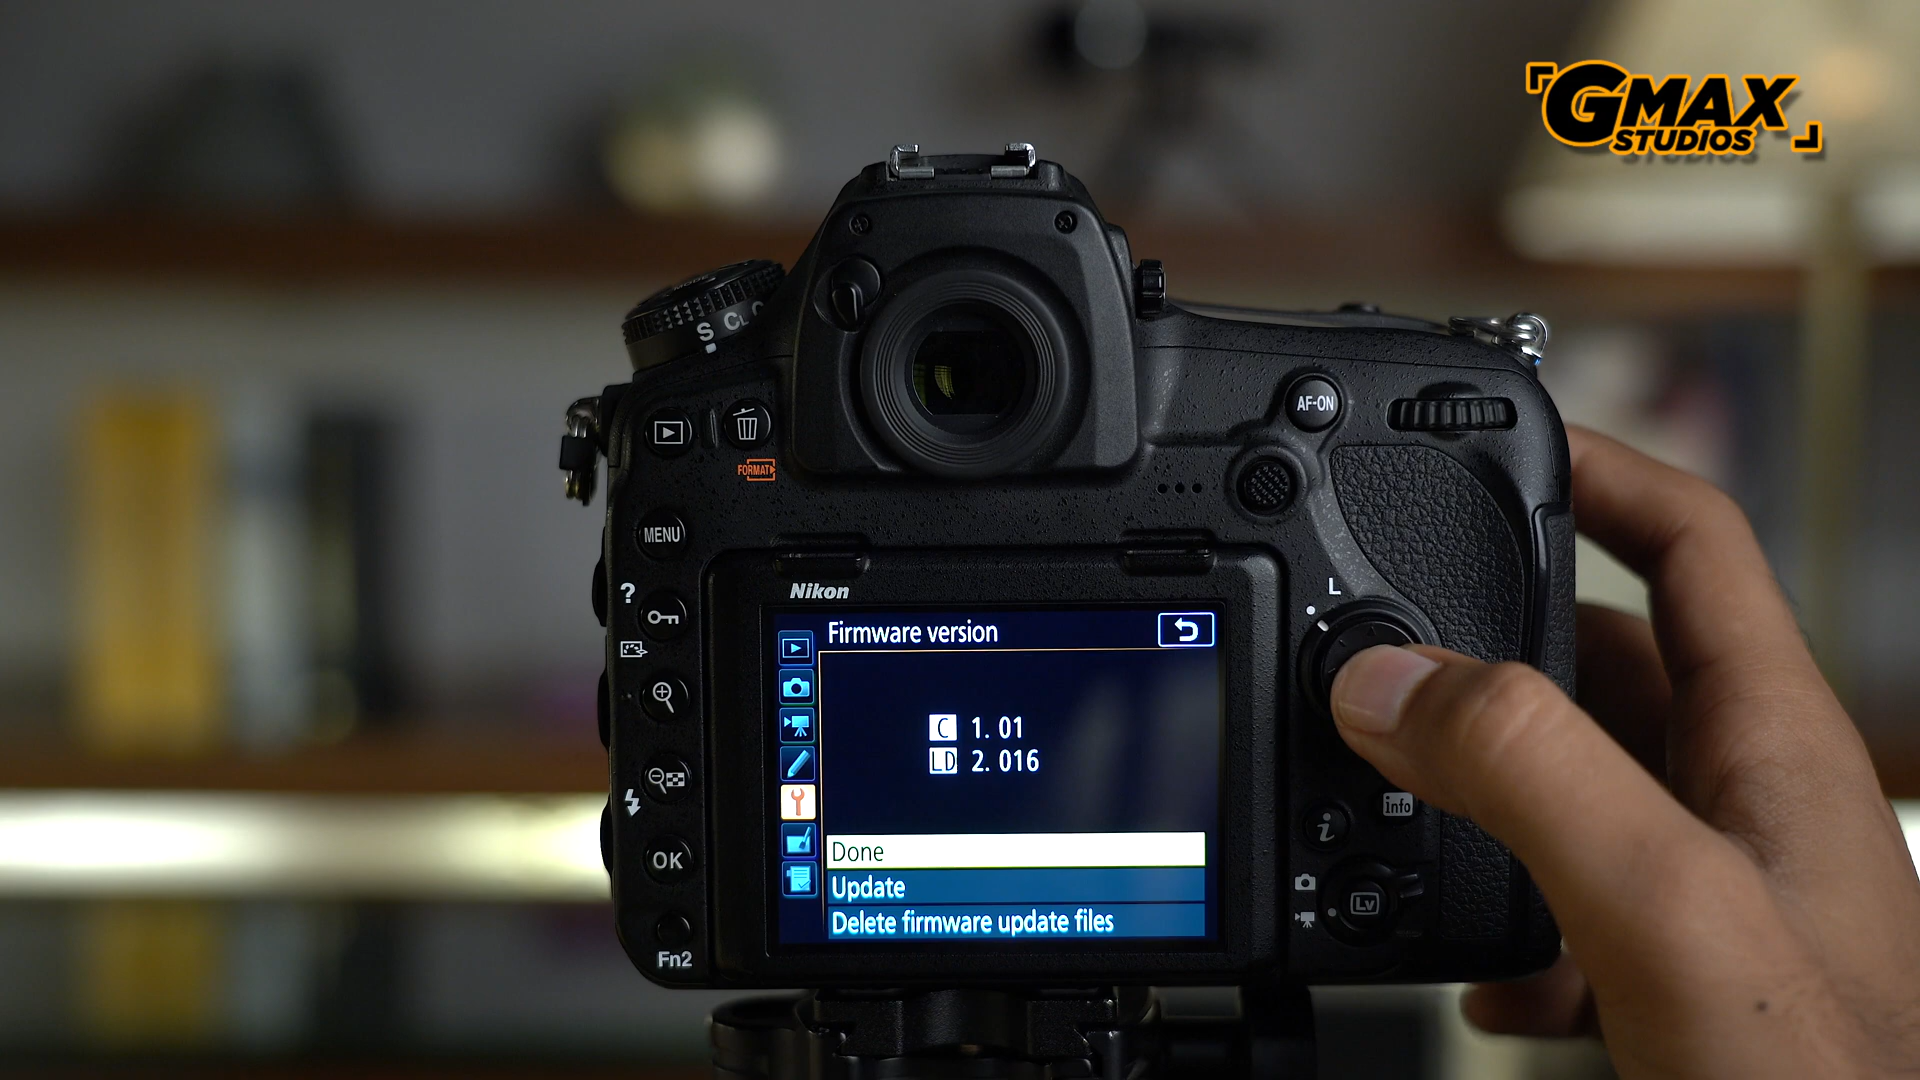 GMAX
STUDIOS
S CL
AF-ON
FORMAT
MENU
Nikon
?
L
Firmware version
C 1. 01
LD 2. 016
Done
Update
Delete firmware update files
info
i
OK
Lv
Fn2